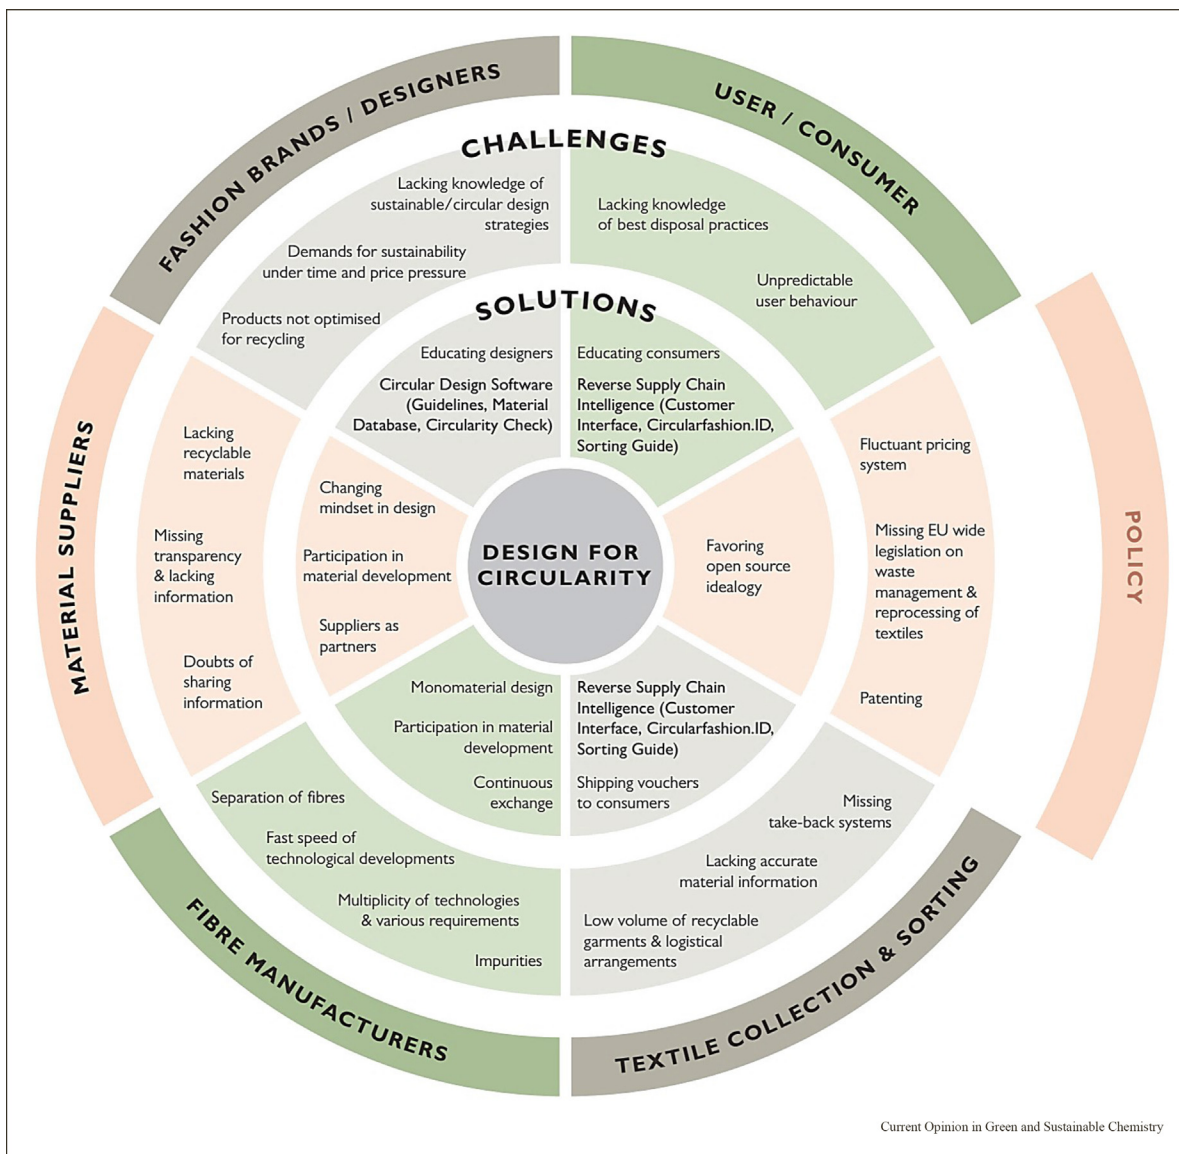 FASHION BRANDS / DESIGNERS
USER / CONSUMER
CHALLENGES
Lacking knowledge of
sustainable/circular design
strategies
Demands for sustainability
under time and price pressure
Products not optimised
for recycling
Lacking knowledge
of best disposal practices
Unpredictable
user behaviour
SOLUTIONS
Educating designers
Circular Design Software
(Guidelines, Material
Database, Circularity Check)
Educating consumers
Reverse Supply Chain
Intelligence (Customer
Interface, Circularfashion.ID,
Sorting Guide)
MATERIAL SUPPLIERS
Lacking
recyclable
materials
Missing
transparency
& lacking
information
Doubts of
sharing
information
Changing
mindset in design
Participation in
material development
Suppliers as
partners
DESIGN FOR
CIRCULARITY
Favoring
open source
idealogy
Fluctuant pricing
system
Missing EU wide
legislation on
waste
management &
reprocessing of
textiles
Patenting
POLICY
Monomaterial design
Participation in material
development
Continuous
exchange
Reverse Supply Chain
Intelligence (Customer
Interface, Circularfashion.ID,
Sorting Guide)
Shipping vouchers
to consumers
Separation of fibres
Fast speed of
technological developments
Multiplicity of technologies
& various requirements
Impurities
Missing
take-back systems
Lacking accurate
material information
Low volume of recyclable
garments & logistical
arrangements
FIBRE MANUFACTURERS
TEXTILE COLLECTION & SORTING
Current Opinion in Green and Sustainable Chemistry